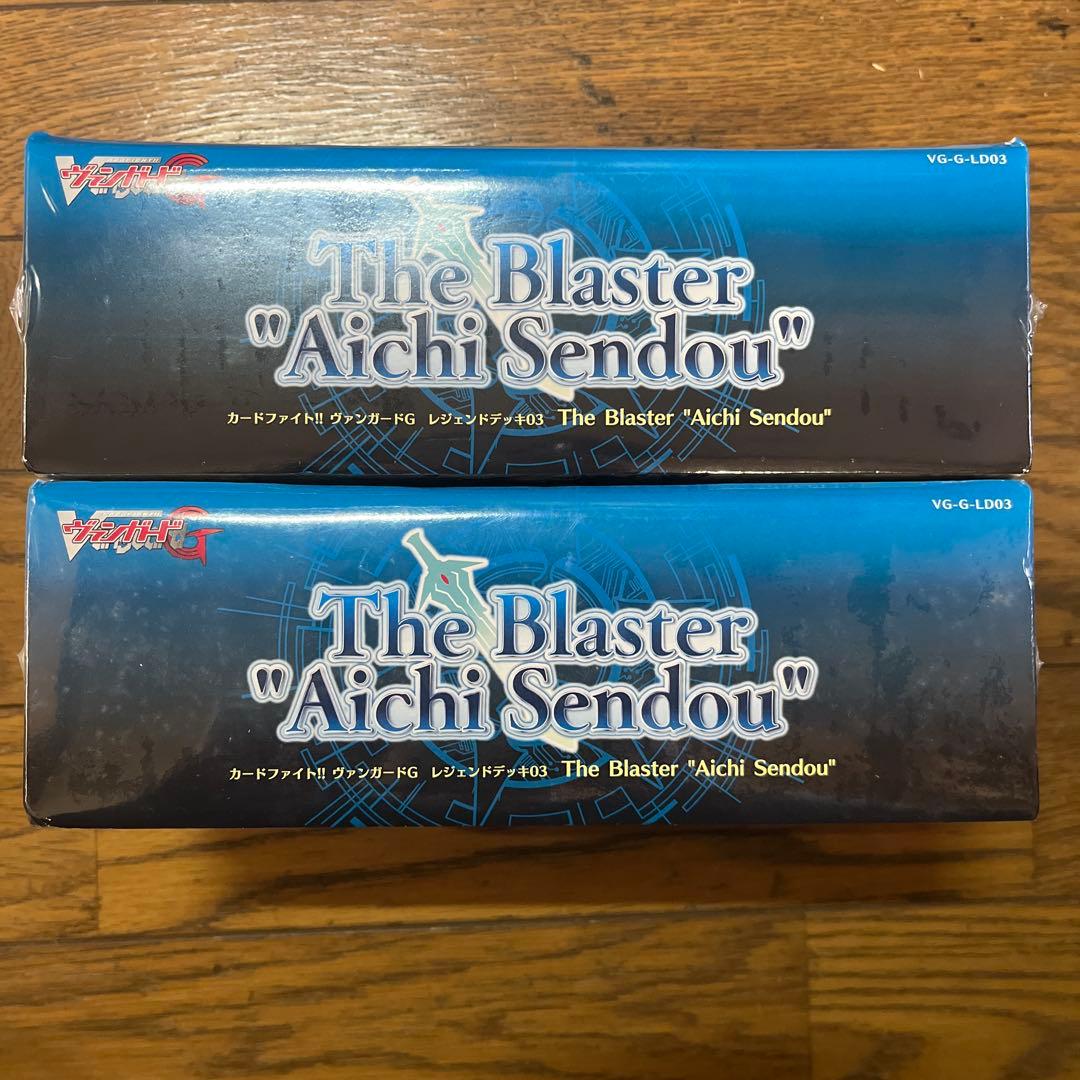 ヴァンガードG
VG-G-LD03
The Blaster
"Aichi Sendou"
カードファイト!! ヴァンガードG レジェンドデッキ03 The Blaster "Aichi Sendou"
ヴァンガードG
VG-G-LD03
The Blaster
"Aichi Sendou"
カードファイト!! ヴァンガードG レジェンドデッキ03 The Blaster "Aichi Sendou"